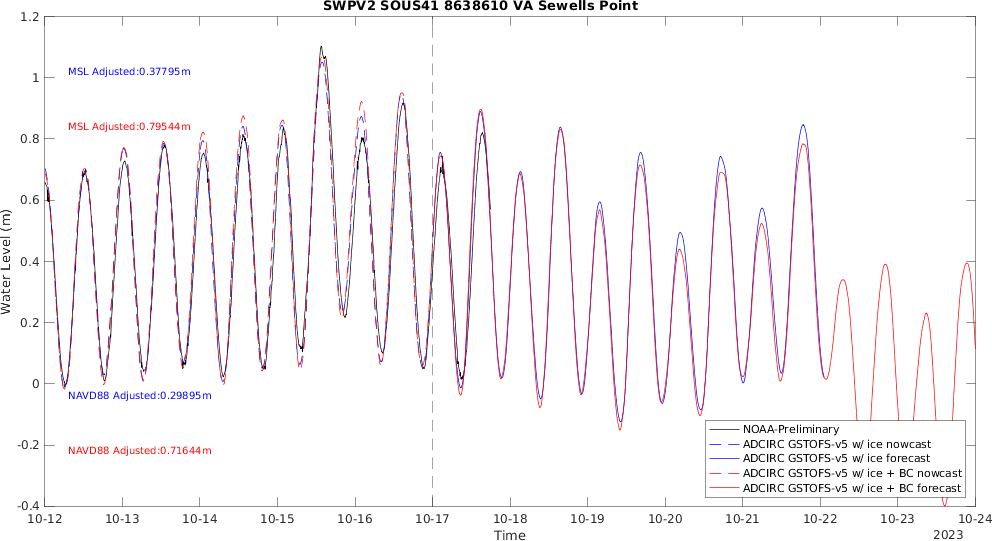 SWPV2 SOUS41 8638610 VA Sewells Point
1.2
1
0.8
0.6
0.4
0.2
0
-0.2
-0.4
Water Level (m)
MSL Adjusted:0.37795m
MSL Adjusted:0.79544m
NAVD88 Adjusted:0.29895m
NAVD88 Adjusted:0.71644m
NOAA-Preliminary
ADCIRC GSTOFS-v5 w/ ice nowcast
ADCIRC GSTOFS-v5 w/ ice forecast
ADCIRC GSTOFS-v5 w/ ice + BC nowcast
ADCIRC GSTOFS-v5 w/ ice + BC forecast
10-12 10-13 10-14 10-15 10-16 10-17 10-18 10-19 10-20 10-21 10-22 10-23 10-24
Time
2023